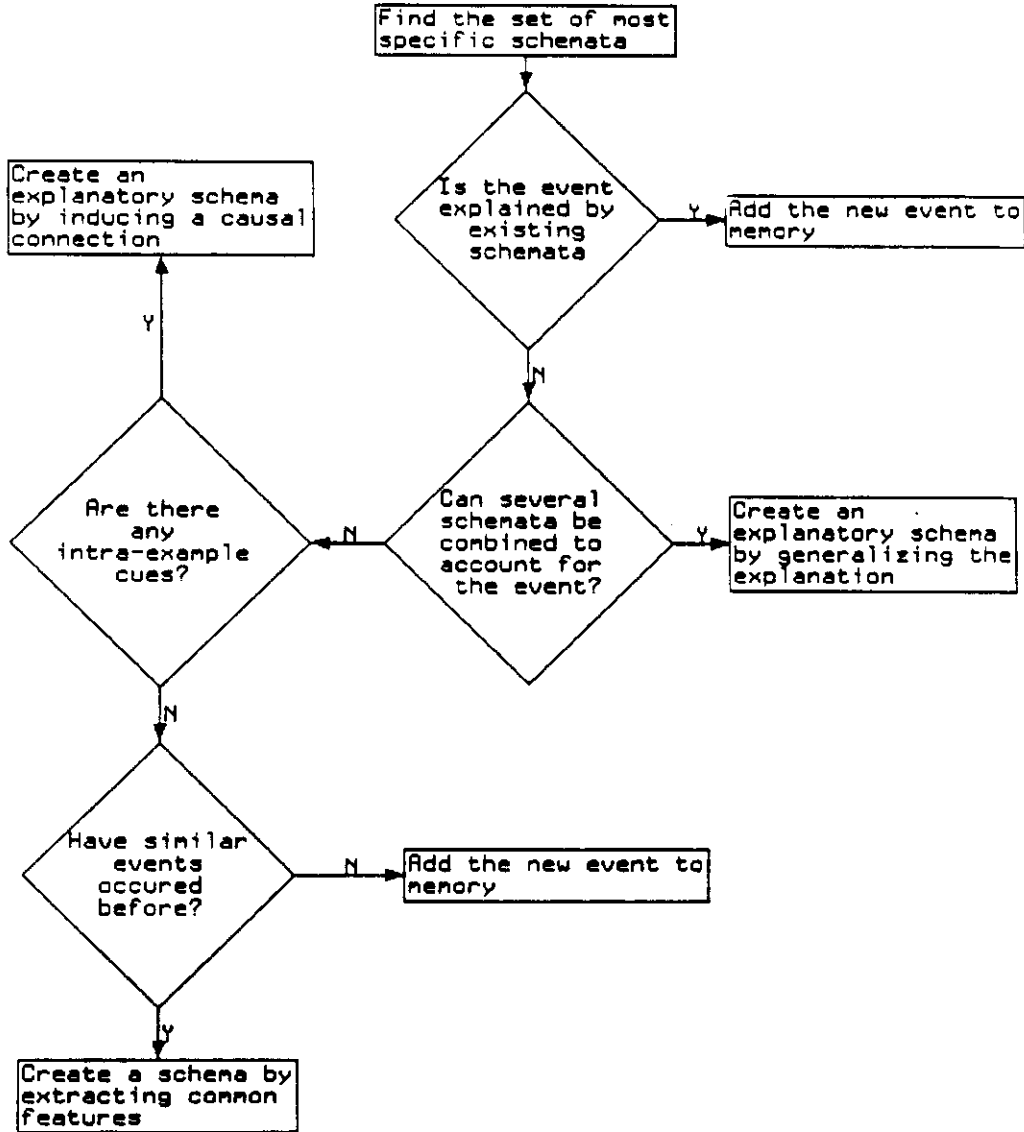 Find the set of most
specific schemata
Is the event
explained by
existing
schemata
Y
Add the new event to
memory
N
Can several
schemata be
combined to
account for
the event?
Y
Create an
explanatory schema
by generalizing the
explanation
N
Are there
any
intra-example
cues?
Y
Create an
explanatory schema
by inducing a causal
connection
N
Have similar
events
occured
before?
N
Add the new event to
memory
Y
Create a schema by
extracting common
features